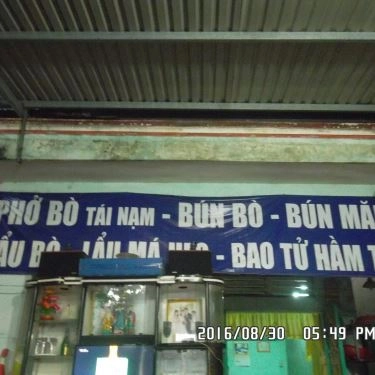 PHỞ BÒ TÁI NẠM - BÚN BÒ - BÚN MĂ
ẨU BÒ - LẨU MÁ - BAO TỬ HẦM T
2016/08/30 05:49 PM